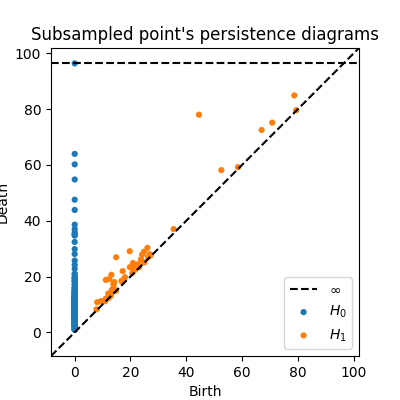 Subsampled point's persistence diagrams
100
80
60
40
20
0
Death
∞
H₀
H₁
0 20 40 60 80 100
Birth